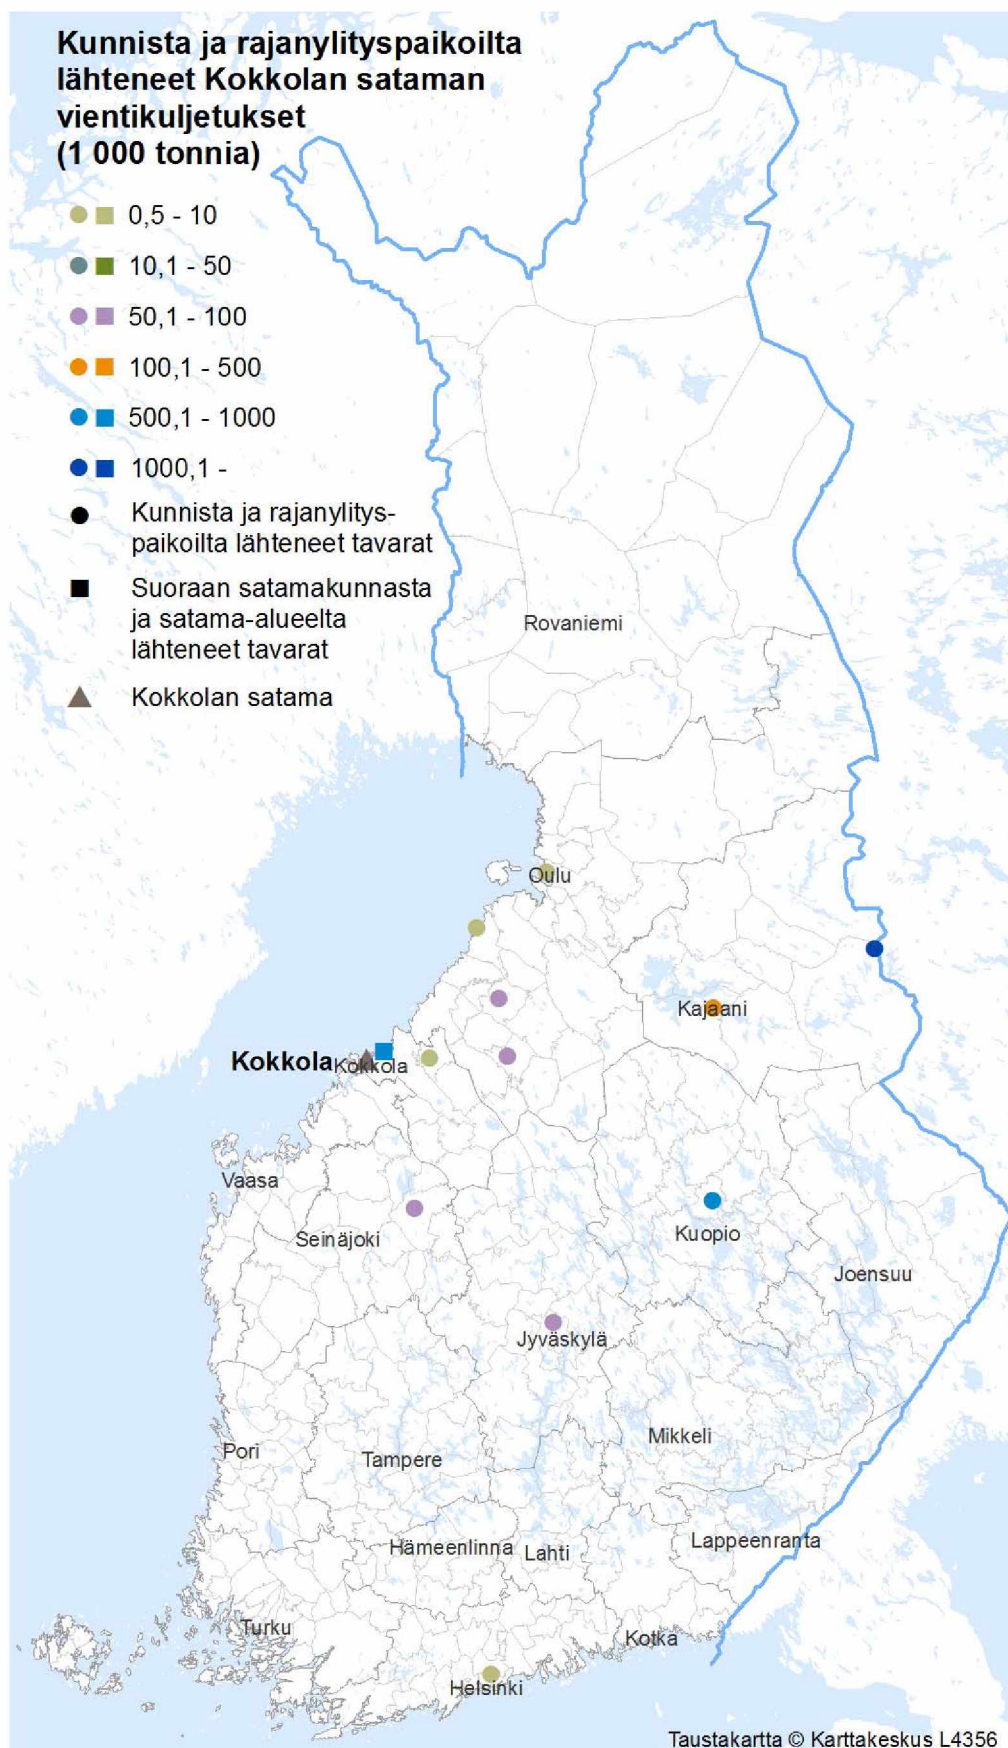 Kunnista ja rajanylityspaikoilta
lähteneet Kokkolan sataman
vientikuljetukset
(1 000 tonnia)
0,5 - 10
10,1 - 50
50,1 - 100
100,1 - 500
500,1 - 1000
1000,1 -
Kunnista ja rajanylitys-
paikoilta lähteneet tavarat
Suoraan satamakunnasta
ja satama-alueelta
lähteneet tavarat
Kokkolan satama
Rovaniemi
Oulu
Kajaani
Kokkola
Kokkola
Vaasa
Seinäjoki
Kuopio
Joensuu
Jyväskylä
Mikkeli
Pori
Tampere
Lappeenranta
Hämeenlinna
Lahti
Turku
Kotka
Helsinki
Taustakartta © Karttakeskus L4356